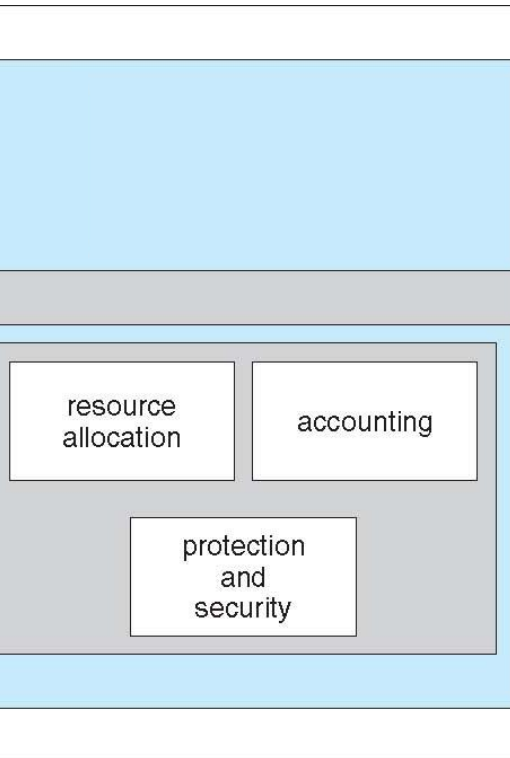 resource
allocation
accounting
protection
and
security